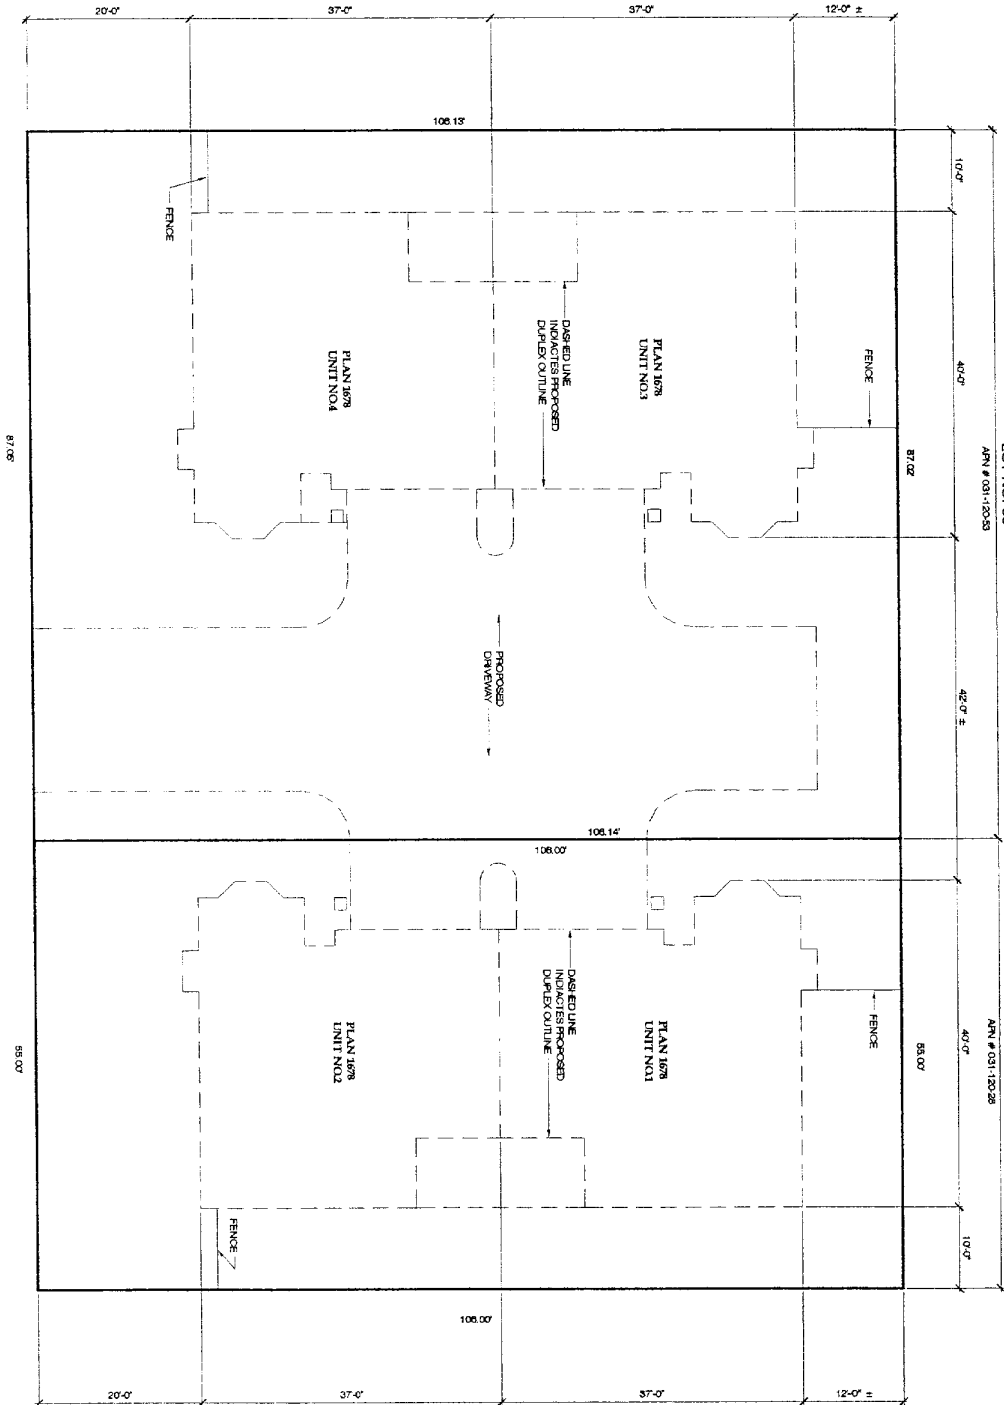 20'-0"
37'-0"
37'-0"
12'-0" ±
106.13'
10'-0"
APN # 031-120-53
FENCE
FENCE
40'-0"
DASHED LINE
INDIACTES PROPOSED
DUPLEX OUTLINE
PLAN 1678
UNIT NO.4
PLAN 1678
UNIT NO.3
87.06'
87.02'
42'-0" ±
PROPOSED
DRIVEWAY
106.14'
106.00'
APN # 031-120-28
DASHED LINE
INDIACTES PROPOSED
DUPLEX OUTLINE
FENCE
PLAN 1678
UNIT NO.2
PLAN 1678
UNIT NO.1
55.00'
55.00'
40'-0"
FENCE
10'-0"
106.00'
20'-0"
37'-0"
37'-0"
12'-0" ±